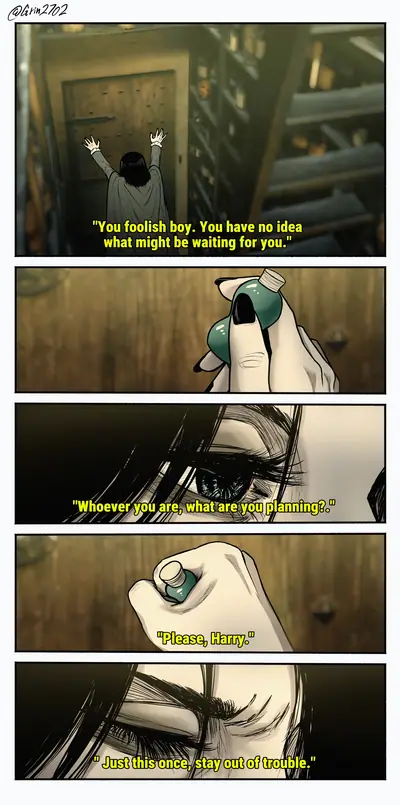 @Grin2702
"You foolish boy. You have no idea
what might be waiting for you."
"Whoever you are, what are you planning?."
"Please, Harry."
" Just this once, stay out of trouble."